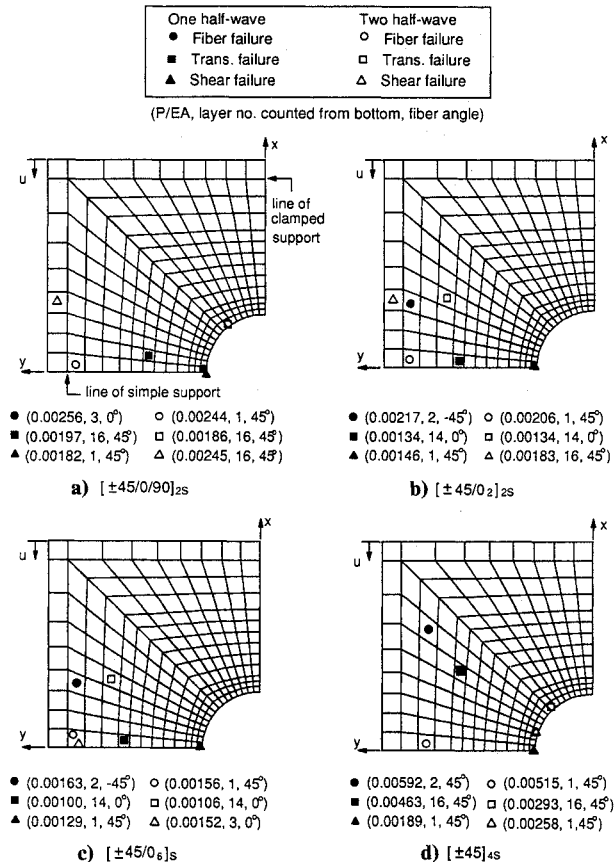 One half-wave Two half-wave
● Fiber failure ○ Fiber failure
■ Trans. failure □ Trans. failure
▲ Shear failure △ Shear failure
(P/EA, layer no. counted from bottom, fiber angle)
x
u
line of clamped support
y
line of simple support
● (0.00256, 3, 0°) ○ (0.00244, 1, 45°)
■ (0.00197, 16, 45°) □ (0.00186, 16, 45°)
▲ (0.00182, 1, 45°) △ (0.00245, 16, 45°)
a) [±45/0/90]2S
x
u
y
● (0.00217, 2, -45°) ○ (0.00206, 1, 45°)
■ (0.00134, 14, 0°) □ (0.00134, 14, 0°)
▲ (0.00146, 1, 45°) △ (0.00183, 16, 45°)
b) [±45/02]2S
x
u
y
● (0.00163, 2, -45°) ○ (0.00156, 1, 45°)
■ (0.00100, 14, 0°) □ (0.00106, 14, 0°)
▲ (0.00129, 1, 45°) △ (0.00152, 3, 0°)
c) [±45/06]S
x
u
y
● (0.00592, 2, 45°) ○ (0.00515, 1, 45°)
■ (0.00463, 16, 45°) □ (0.00293, 16, 45°)
▲ (0.00189, 1, 45°) △ (0.00258, 1,45°)
d) [±45]4S